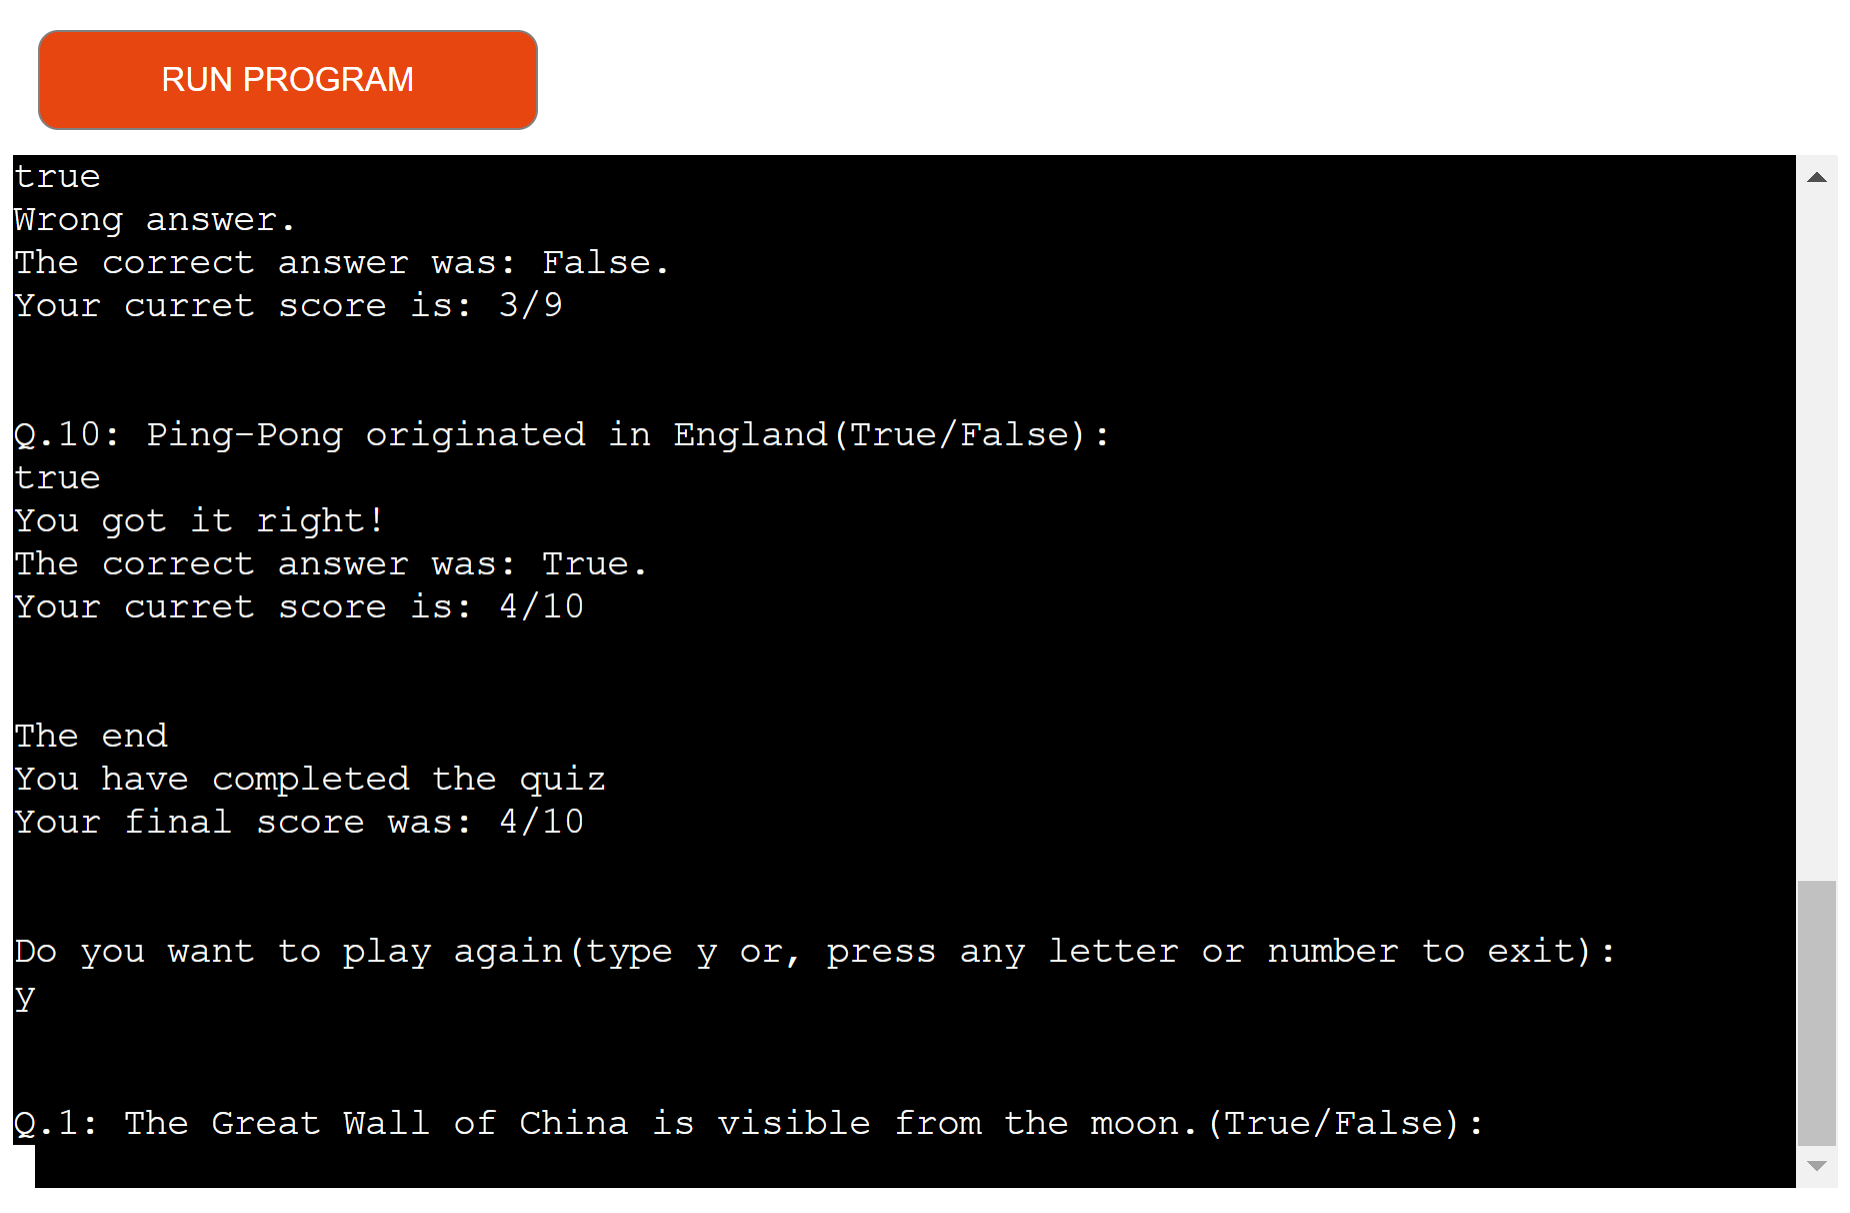 RUN PROGRAM
true
Wrong answer.
The correct answer was: False.
Your curret score is: 3/9
Q.10: Ping-Pong originated in England(True/False):
true
You got it right!
The correct answer was: True.
Your curret score is: 4/10
The end
You have completed the quiz
Your final score was: 4/10
Do you want to play again(type y or, press any letter or number to exit):
y
Q.1: The Great Wall of China is visible from the moon.(True/False):